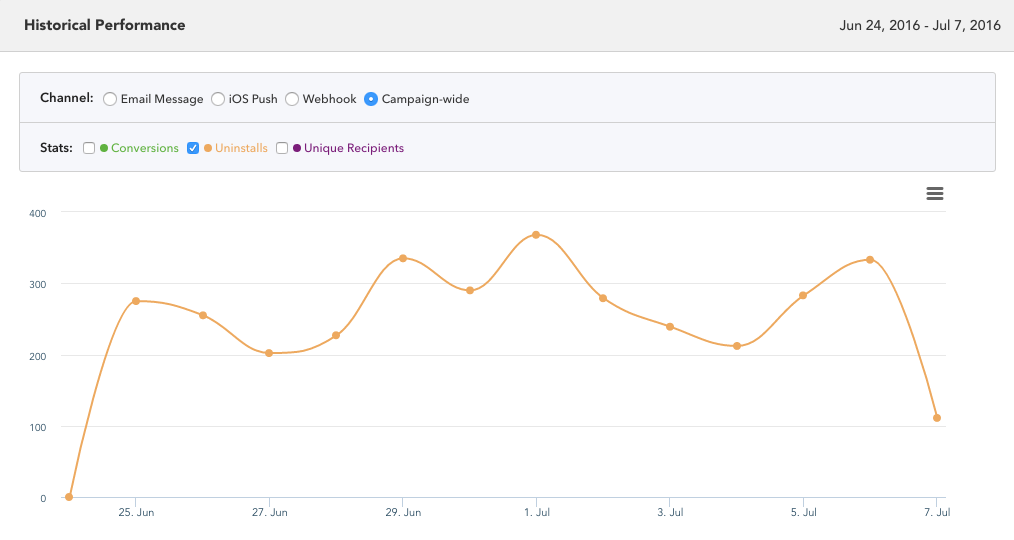 Historical Performance Jun 24, 2016 - Jul 7, 2016
Channel: Email Message iOS Push Webhook Campaign-wide
Stats: Conversions Uninstalls Unique Recipients
400
300
200
100
0
25. Jun 27. Jun 29. Jun 1. Jul 3. Jul 5. Jul 7. Jul